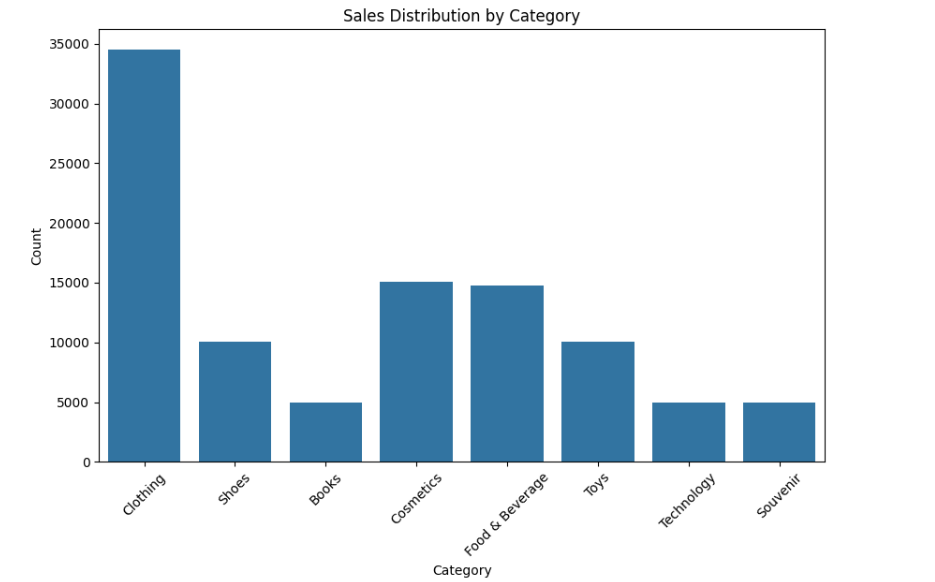 Sales Distribution by Category
Count
35000
30000
25000
20000
15000
10000
5000
0
Clothing
Shoes
Books
Cosmetics
Food & Beverage
Toys
Technology
Souvenir
Category